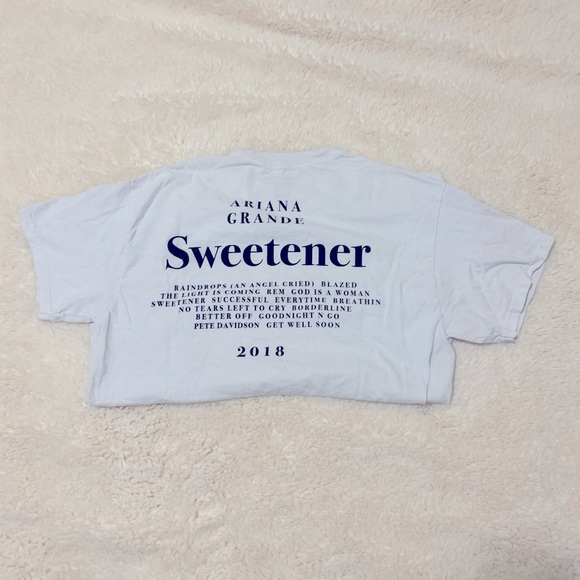 ARIANA
GRANDE
Sweetener
RAINDROPS (AN ANGEL CRIED) BLAZED
THE LIGHT IS COMING REM GOD IS A WOMAN
SWEETENER SUCCESSFUL EVERYTIME BREATHIN
NO TEARS LEFT TO CRY BORDERLINE
BETTER OFF GOODNIGHT N GO
PETE DAVIDSON GET WELL SOON
2018